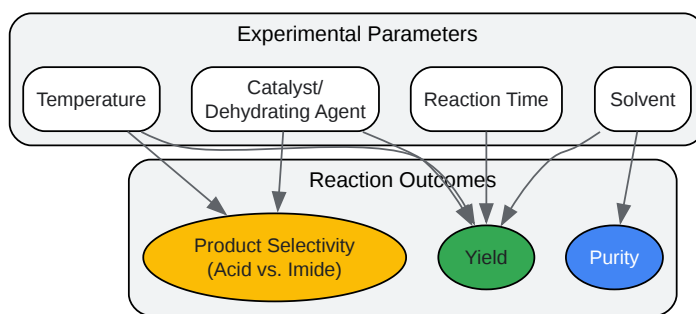 Experimental Parameters
Temperature
Catalyst/
Dehydrating Agent
Reaction Time
Solvent
Reaction Outcomes
Product Selectivity
(Acid vs. Imide)
Yield
Purity